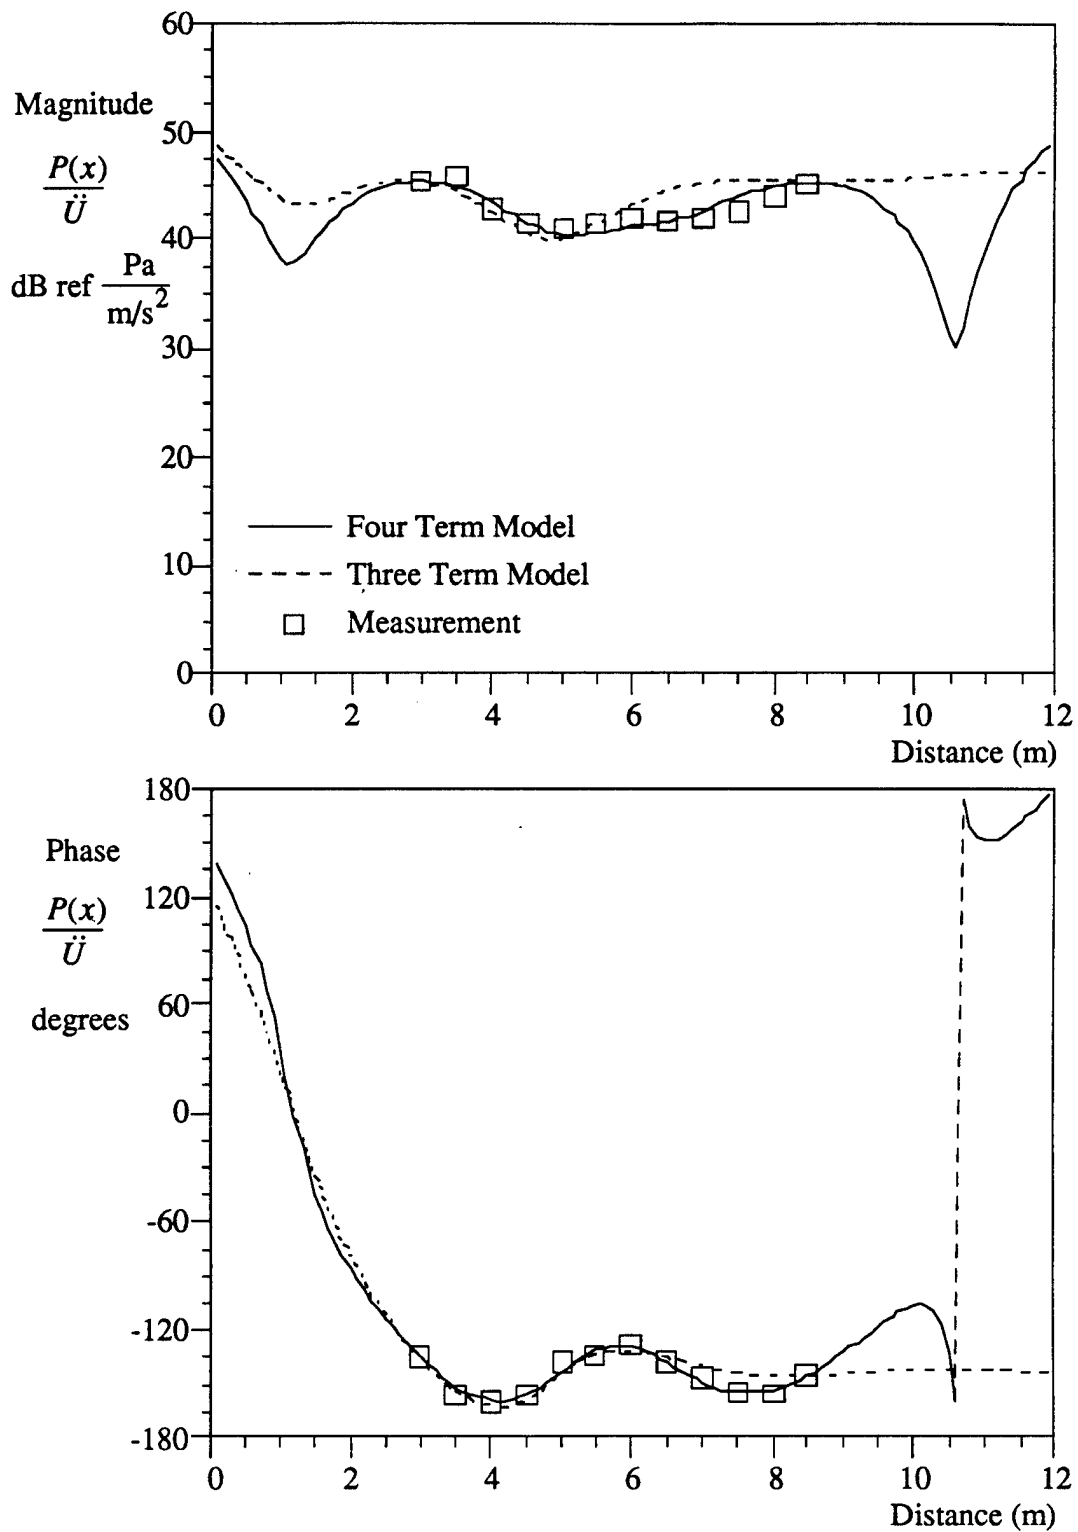 60
Magnitude
50
P(x)
Ü
40
dB ref Pa
m/s2
30
20
Four Term Model
10
Three Term Model
Measurement
0
0 2 4 6 8 10 12
Distance (m)
180
Phase
120
P(x)
Ü
60
degrees
0
-60
-120
-180
0 2 4 6 8 10 12
Distance (m)